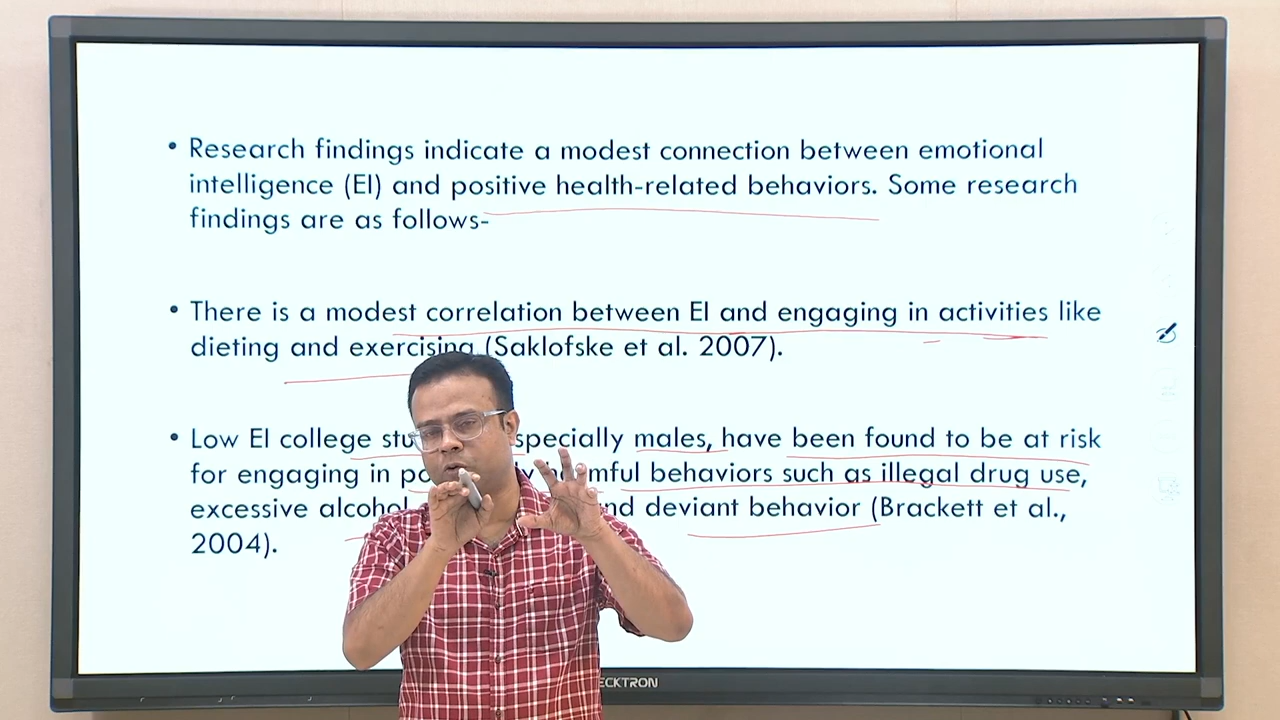 • Research findings indicate a modest connection between emotional
intelligence (EI) and positive health-related behaviors. Some research
findings are as follows-
• There is a modest correlation between EI and engaging in activities like
dieting and exercising (Saklofske et al. 2007).
• Low EI college specially males, have been found to be at risk
for engaging in harmful behaviors such as illegal drug use,
excessive alcohol and deviant behavior (Brackett et al.,
2004).
ECKTRON